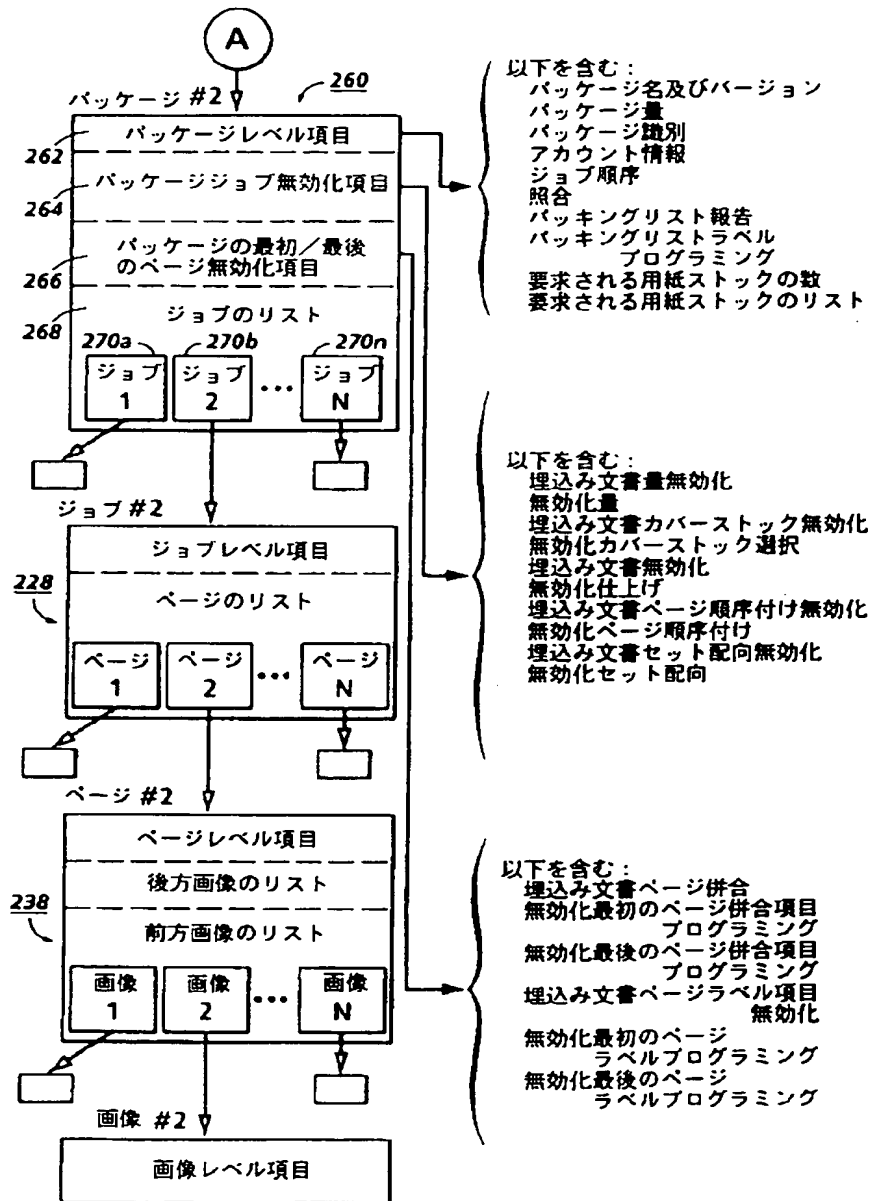 A
パッケージ #2
260
パッケージレベル項目
262
パッケージジョブ無効化項目
264
パッケージの最初/最後
のページ無効化項目
266
ジョブのリスト
268
270a
270b
270n
ジョブ
1
ジョブ
2
•••
ジョブ
N
ジョブ #2
ジョブレベル項目
228
ページのリスト
ページ
1
ページ
2
•••
ページ
N
ページ #2
ページレベル項目
後方画像のリスト
238
前方画像のリスト
画像
1
画像
2
•••
画像
N
画像 #2
画像レベル項目
以下を含む:
パッケージ名及びバージョン
パッケージ量
パッケージ識別
アカウント情報
ジョブ順序
照合
パッキングリスト報告
パッキングリストラベル
プログラミング
要求される用紙ストックの数
要求される用紙ストックのリスト
以下を含む:
埋込み文書量無効化
無効化量
埋込み文書カバーストック無効化
無効化カバーストック選択
埋込み文書無効化
無効化仕上げ
埋込み文書ページ順序付け無効化
無効化ページ順序付け
埋込み文書セット配向無効化
無効化セット配向
以下を含む:
埋込み文書ページ併合
無効化最初のページ併合項目
プログラミング
無効化最後のページ併合項目
プログラミング
埋込み文書ページラベル項目
無効化
無効化最初のページ
ラベルプログラミング
無効化最後のページ
ラベルプログラミング